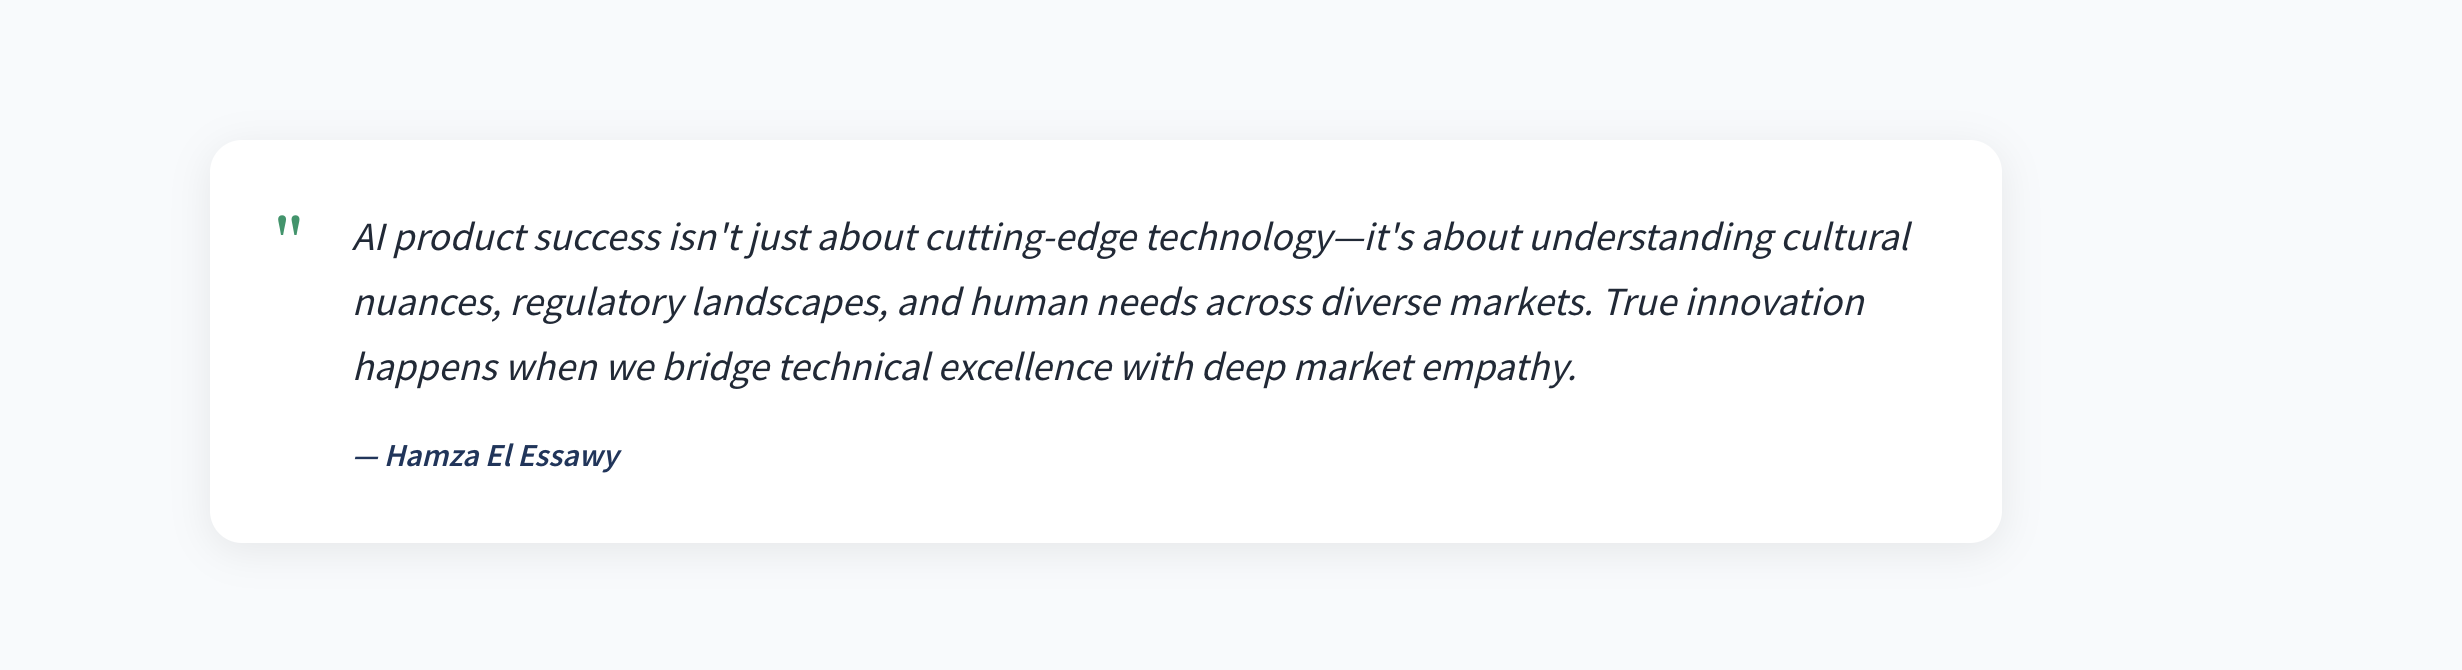 "
AI product success isn't just about cutting-edge technology—it's about understanding cultural
nuances, regulatory landscapes, and human needs across diverse markets. True innovation
happens when we bridge technical excellence with deep market empathy.
— Hamza El Essawy